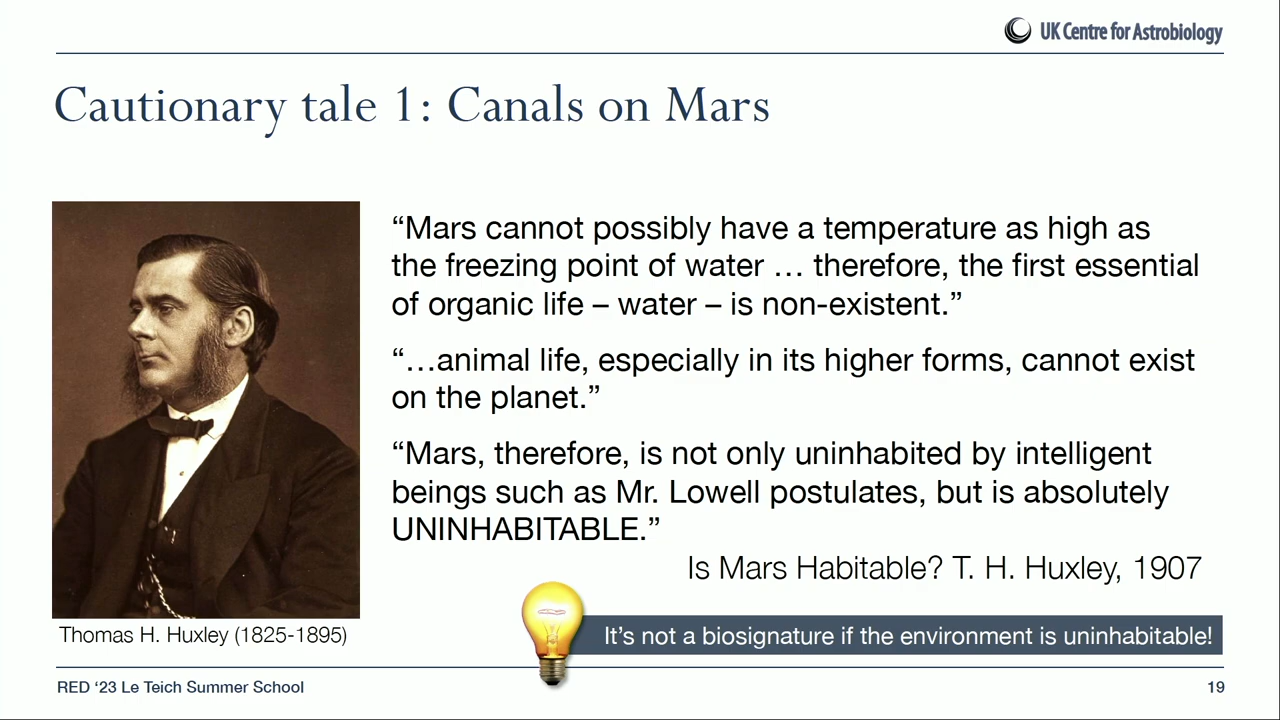 UK Centre for Astrobiology
Cautionary tale 1: Canals on Mars
“Mars cannot possibly have a temperature as high as
the freezing point of water … therefore, the first essential
of organic life – water – is non-existent.”
“…animal life, especially in its higher forms, cannot exist
on the planet.”
“Mars, therefore, is not only uninhabited by intelligent
beings such as Mr. Lowell postulates, but is absolutely
UNINHABITABLE.”
Is Mars Habitable? T. H. Huxley, 1907
Thomas H. Huxley (1825-1895)
It’s not a biosignature if the environment is uninhabitable!
RED ‘23 Le Teich Summer School
19